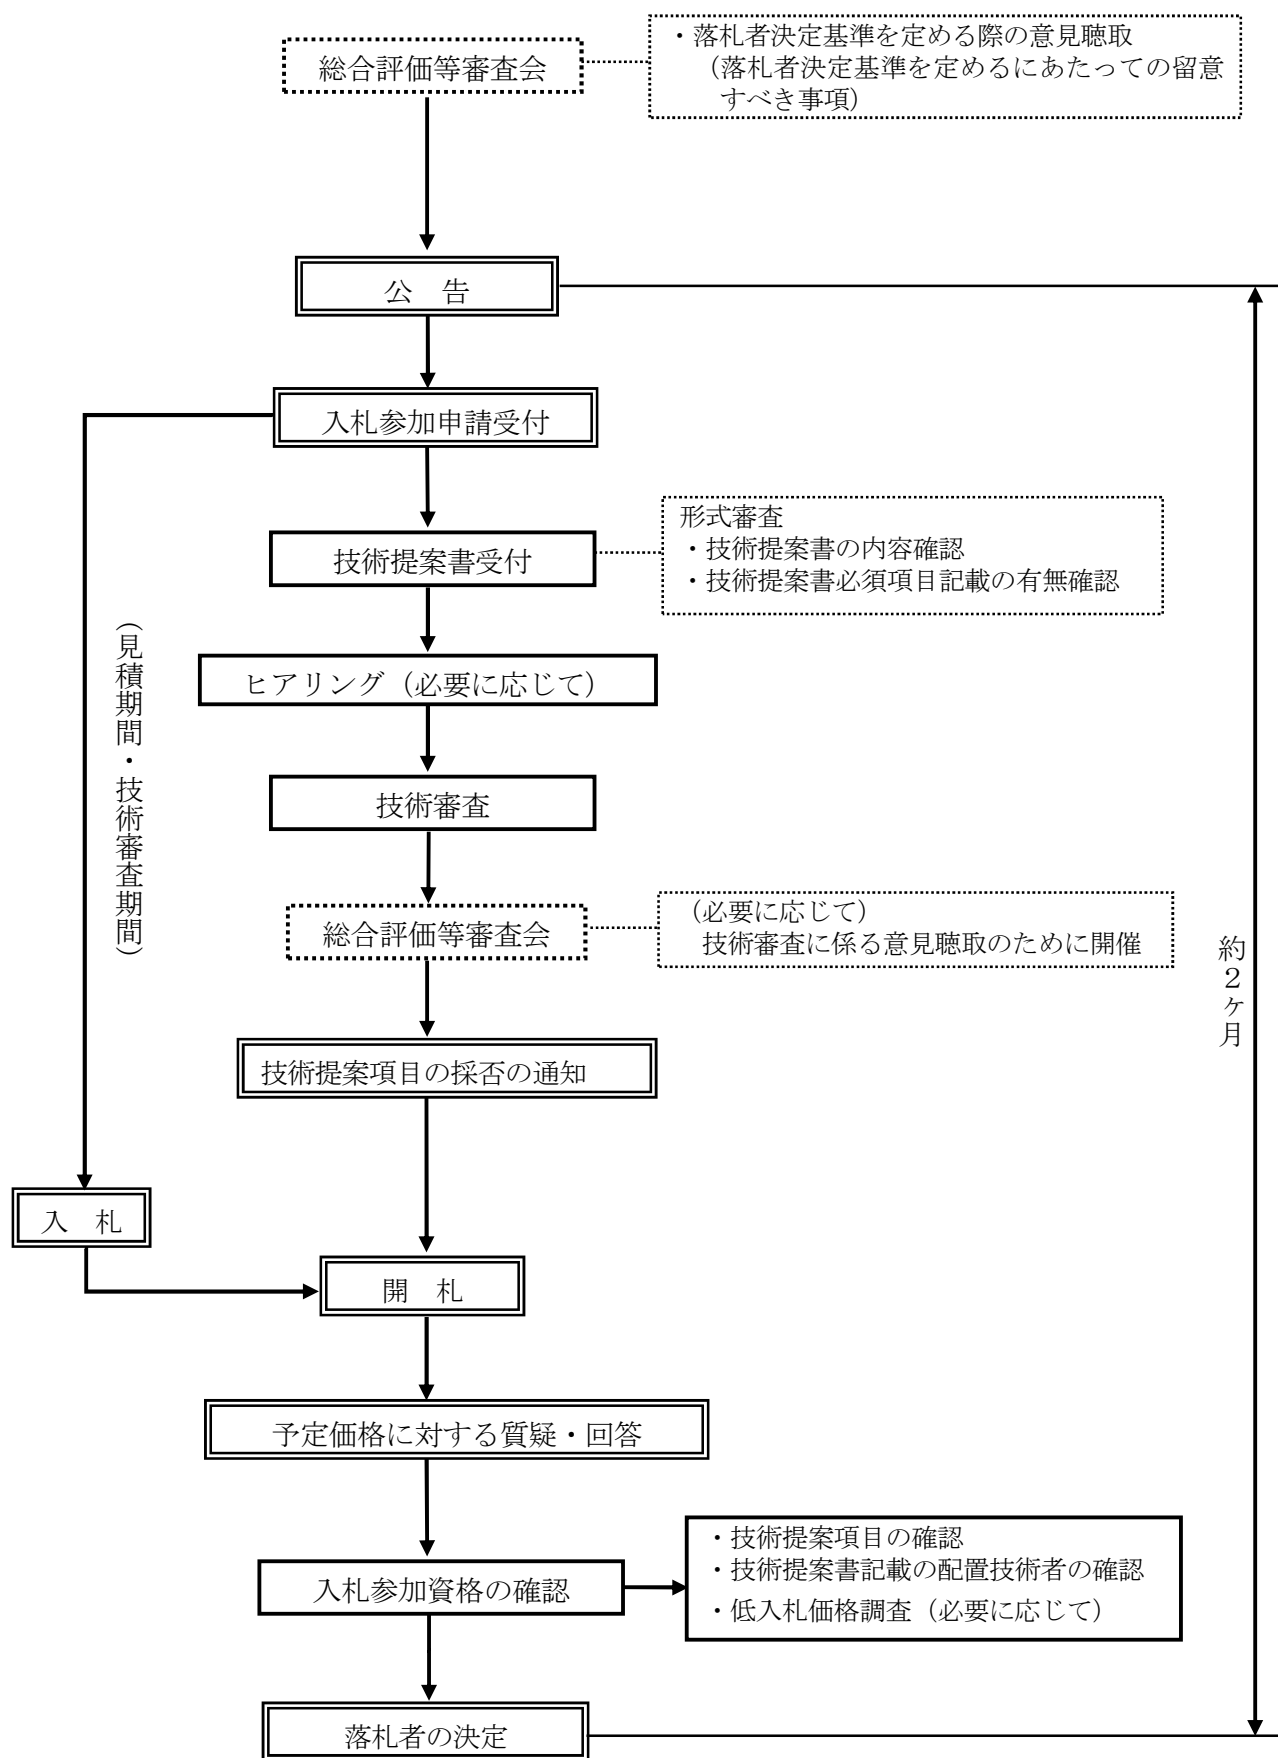 総合評価等審査会
・落札者決定基準を定める際の意見聴取
（落札者決定基準を定めるにあたっての留意
すべき事項）
公　告
入札参加申請受付
技術提案書受付
形式審査
・技術提案書の内容確認
・技術提案書必須項目記載の有無確認
（見積期間・技術審査期間）
ヒアリング（必要に応じて）
技術審査
総合評価等審査会
（必要に応じて）
技術審査に係る意見聴取のために開催
約２ヶ月
技術提案項目の採否の通知
入　札
開　札
予定価格に対する質疑・回答
入札参加資格の確認
・技術提案項目の確認
・技術提案書記載の配置技術者の確認
・低入札価格調査（必要に応じて）
落札者の決定